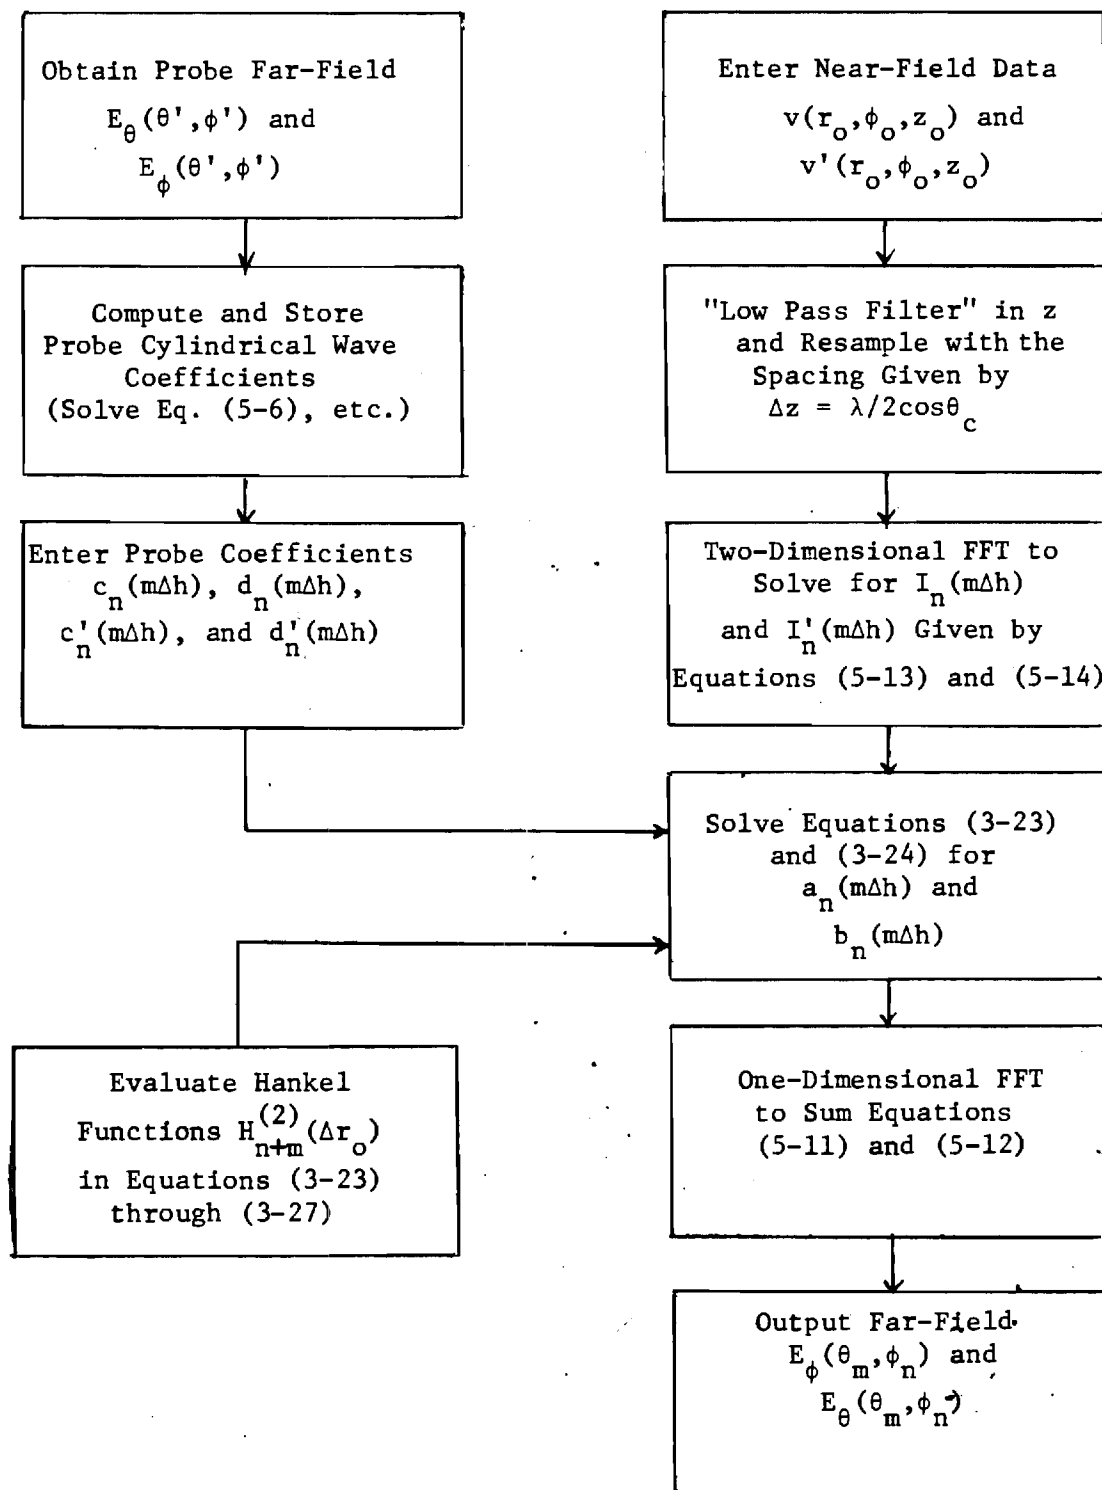 Obtain Probe Far-Field
E_θ(θ',ϕ') and
E_ϕ(θ',ϕ')
Compute and Store
Probe Cylindrical Wave
Coefficients
(Solve Eq. (5-6), etc.)
Enter Probe Coefficients
c_n(mΔh), d_n(mΔh),
c'_n(mΔh), and d'_n(mΔh)
Evaluate Hankel
Functions H^(2)_n+m(Δr_o)
in Equations (3-23)
through (3-27)
Enter Near-Field Data
v(r_o,ϕ_o,z_o) and
v'(r_o,ϕ_o,z_o)
"Low Pass Filter" in z
and Resample with the
Spacing Given by
Δz = λ/2cosθ_c
Two-Dimensional FFT to
Solve for I_n(mΔh)
and I'_n(mΔh) Given by
Equations (5-13) and (5-14)
Solve Equations (3-23)
and (3-24) for
a_n(mΔh) and
b_n(mΔh)
One-Dimensional FFT
to Sum Equations
(5-11) and (5-12)
Output Far-Field
E_ϕ(θ_m,ϕ_n) and
E_θ(θ_m,ϕ_n)